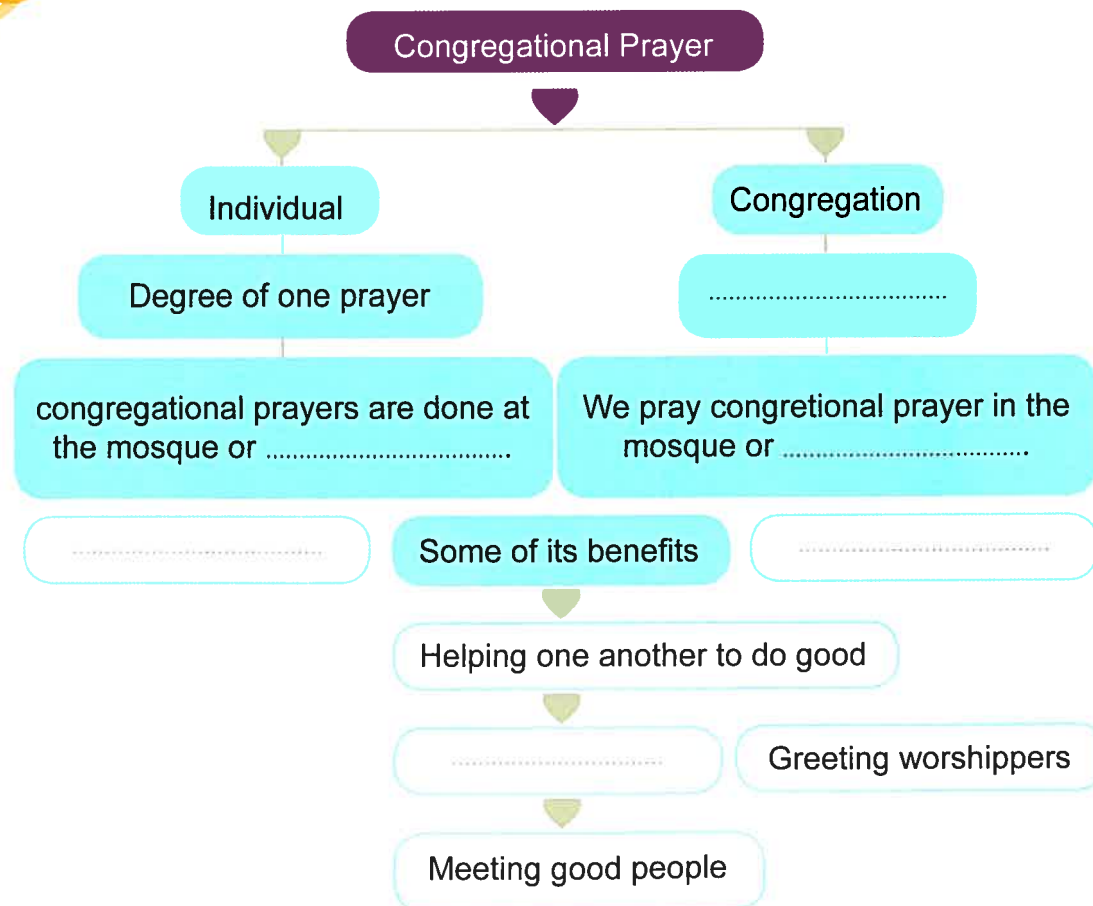 Congregational Prayer
Individual
Congregation
Degree of one prayer
........................................
congregational prayers are done at
the mosque or ........................................
We pray congretional prayer in the
mosque or ........................................
........................................
Some of its benefits
........................................
Helping one another to do good
........................................
Greeting worshippers
Meeting good people